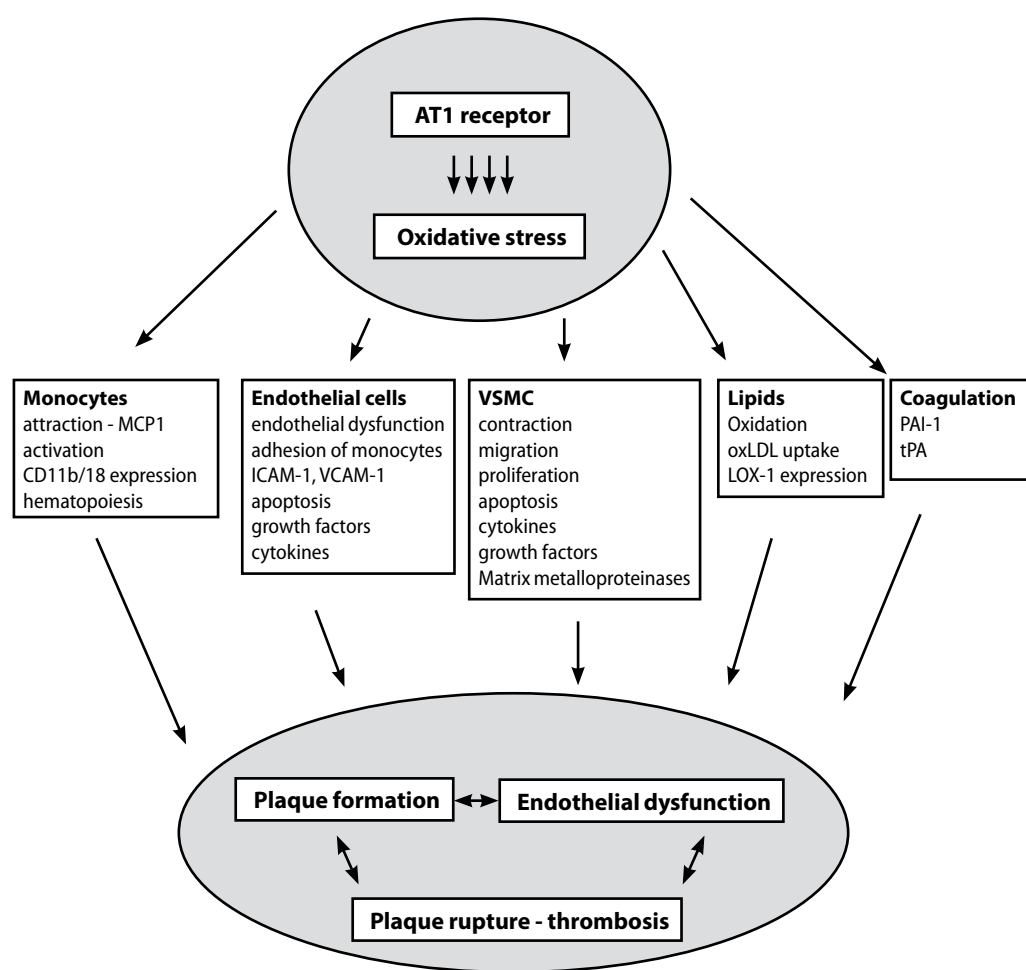 AT1 receptor
Oxidative stress
Monocytes
attraction - MCP1
activation
CD11b/18 expression
hematopoiesis
Endothelial cells
endothelial dysfunction
adhesion of monocytes
ICAM-1, VCAM-1
apoptosis
growth factors
cytokines
VSMC
contraction
migration
proliferation
apoptosis
cytokines
growth factors
Matrix metalloproteinases
Lipids
Oxidation
oxLDL uptake
LOX-1 expression
Coagulation
PAI-1
tPA
Plaque formation
Endothelial dysfunction
Plaque rupture - thrombosis